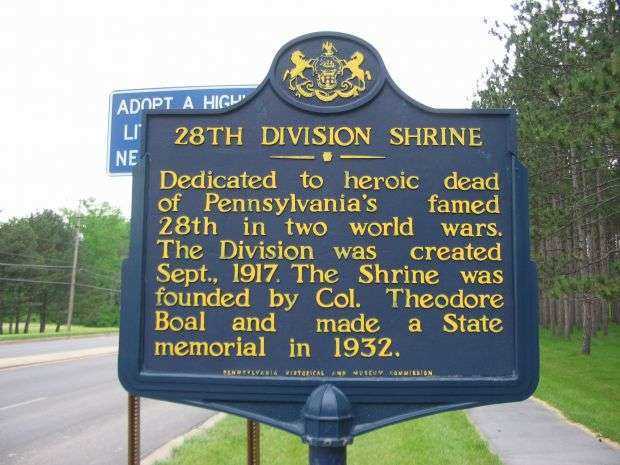 ADOPT A
LI
NE
28TH DIVISION SHRINE
Dedicated to heroic dead
of Pennsylvania's famed
28th in two world wars.
The Division was created
Sept., 1917. The Shrine was
founded by Col. Theodore
Boal and made a State
memorial in 1932.
PENNSYLVANIA HISTORICAL AND MUSEUM COMMISSION